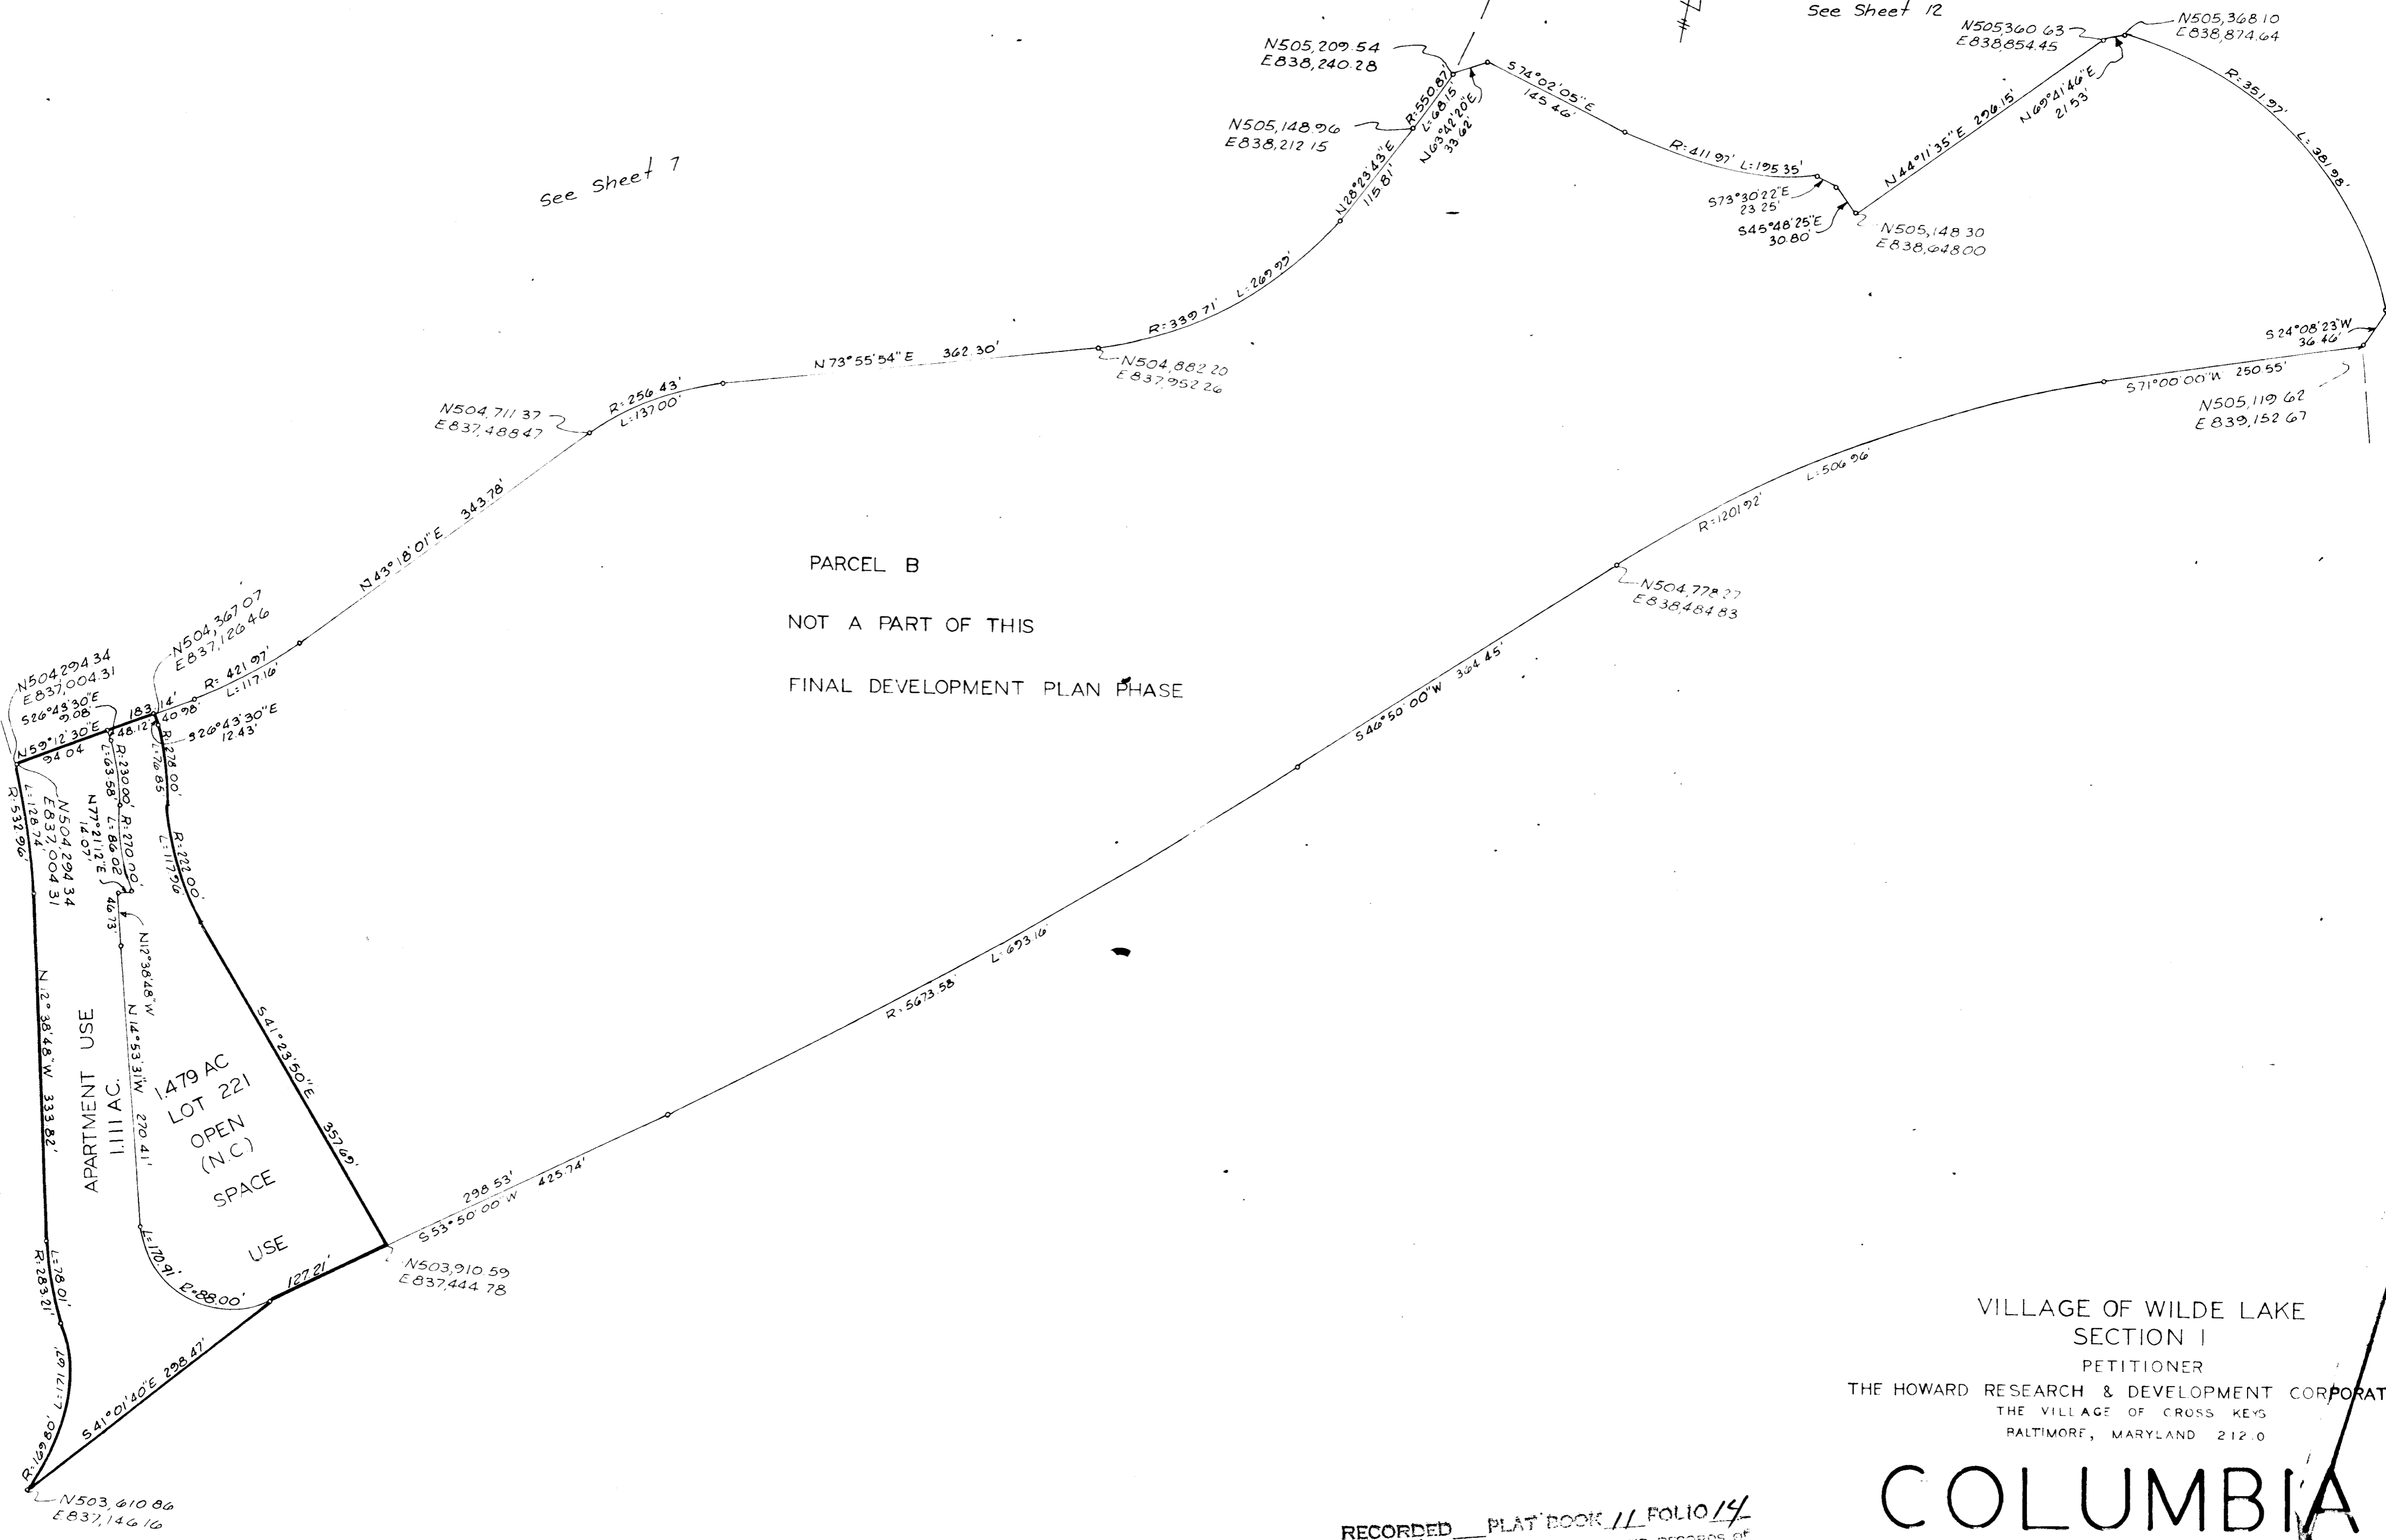 See Sheet 7
See Sheet 12
N505,209.54
E838,240.28
N505,148.96
E838,212 15
R=550.87'
L=68.15'
N63°42'20"E
33.62'
N28°23'43"E
115.81'
S74°02'05"E
145.46'
R=411.97' L=195.35'
S73°30'22"E
23 25'
S45°48'25"E
30.80'
N505,148 30
E838,648 00
N44°11'35"E 296.15'
N505,360 63
E838,854.45
N69°41'46"E
21.53'
N505,368 10
E838,874.64
R=351.97' L=381.98'
S24°08'23"W
36.46'
S71°00'00"W 250.55'
N505,119 62
E839,152 67
R=1201.92' L=506 96'
N504,778 27
E838,484 83
S46°50'00"W 364 45'
R=5673.58' L=693.16'
298 53'
S53°50'00"W 425.74'
N503,910.59
E837,444 78
R=339 71' L=269.99'
N73°55'54"E 362.30'
N504,882 20
E837,952 26
R=256.43'
L=137.00'
N504,711 37
E837,488 47
N43°18'01"E 343.78'
N504,367 07
E837,126 46
R=421.97'
L=117.16'
N504,294.34
E837,004.31
S26°43'30"E
9.08'
N59°12'30"E 183.14'
94 04 48.12' 40.98'
S26°43'30"E
12.43'
R=278.00'
L=76.85'
R=230.00'
L=63.58'
R=270.00'
L=86 02
N77°21'12"E
14.07'
N504,294 34
E837,004 31
L=128.74'
R=532.96'
R=222.00'
L=117.96
46.73'
N12°38'48"W
N14°53'31"W 270 41'
N12°38'48"W 333 82'
S41°23'50"E 357.69'
PARCEL B
NOT A PART OF THIS
FINAL DEVELOPMENT PLAN PHASE
APARTMENT USE
1.111 AC.
1.479 AC
LOT 221
OPEN
(N.C.)
SPACE
USE
L=170.91' R=88.00'
127.21'
L=78 01'
R=283.21'
R=169.80' L=171 67'
S41°01'40"E 298.47'
N503,610 86
E837,146 16
VILLAGE OF WILDE LAKE
SECTION 1
PETITIONER
THE HOWARD RESEARCH & DEVELOPMENT CORPORAT
THE VILLAGE OF CROSS KEYS
BALTIMORE, MARYLAND 212.0
COLUMBIA
RECORDED PLAT BOOK 11 FOLIO 14
RECORDS OF